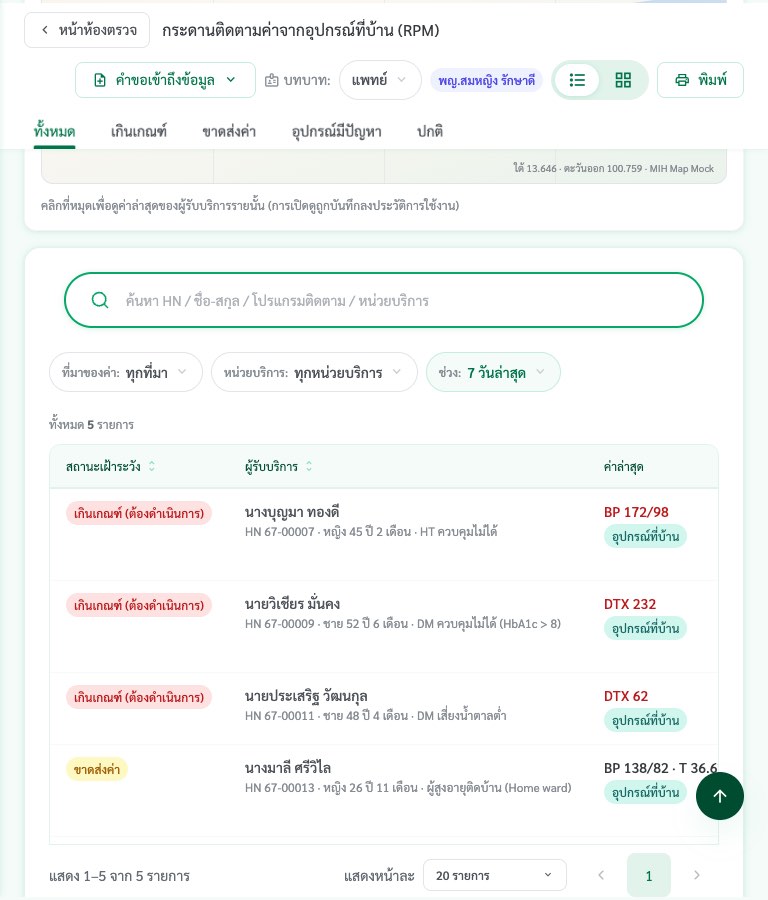 หน้าห้องตรวจ
กระดานติดตามค่าจากอุปกรณ์ที่บ้าน (RPM)
คำขอเข้าถึงข้อมูล
บทบาท:
แพทย์
พญ.สมหญิง รักษาดี
พิมพ์
ทั้งหมด
เกินเกณฑ์
ขาดส่งค่า
อุปกรณ์มีปัญหา
ปกติ
ใต้ 13.646 · ตะวันออก 100.759 · MIH Map Mock
คลิกที่หมุดเพื่อดูค่าล่าสุดของผู้รับบริการรายนั้น (การเปิดดูถูกบันทึกลงประวัติการใช้งาน)
ค้นหา HN / ชื่อ-สกุล / โปรแกรมติดตาม / หน่วยบริการ
ที่มาของค่า: ทุกที่มา
หน่วยบริการ: ทุกหน่วยบริการ
ช่วง: 7 วันล่าสุด
ทั้งหมด 5 รายการ
สถานะเฝ้าระวัง
ผู้รับบริการ
ค่าล่าสุด
เกินเกณฑ์ (ต้องดำเนินการ)
นางบุญมา ทองดี
HN 67-00007 · หญิง 45 ปี 2 เดือน · HT ควบคุมไม่ได้
BP 172/98
อุปกรณ์ที่บ้าน
เกินเกณฑ์ (ต้องดำเนินการ)
นายวิเชียร มั่นคง
HN 67-00009 · ชาย 52 ปี 6 เดือน · DM ควบคุมไม่ได้ (HbA1c > 8)
DTX 232
อุปกรณ์ที่บ้าน
เกินเกณฑ์ (ต้องดำเนินการ)
นายประเสริฐ วัฒนกุล
HN 67-00011 · ชาย 48 ปี 4 เดือน · DM เสี่ยงน้ำตาลต่ำ
DTX 62
อุปกรณ์ที่บ้าน
ขาดส่งค่า
นางมาลี ศรีวิไล
HN 67-00013 · หญิง 26 ปี 11 เดือน · ผู้สูงอายุติดบ้าน (Home ward)
BP 138/82 · T 36.6
อุปกรณ์ที่บ้าน
แสดง 1–5 จาก 5 รายการ
แสดงหน้าละ
20 รายการ
1